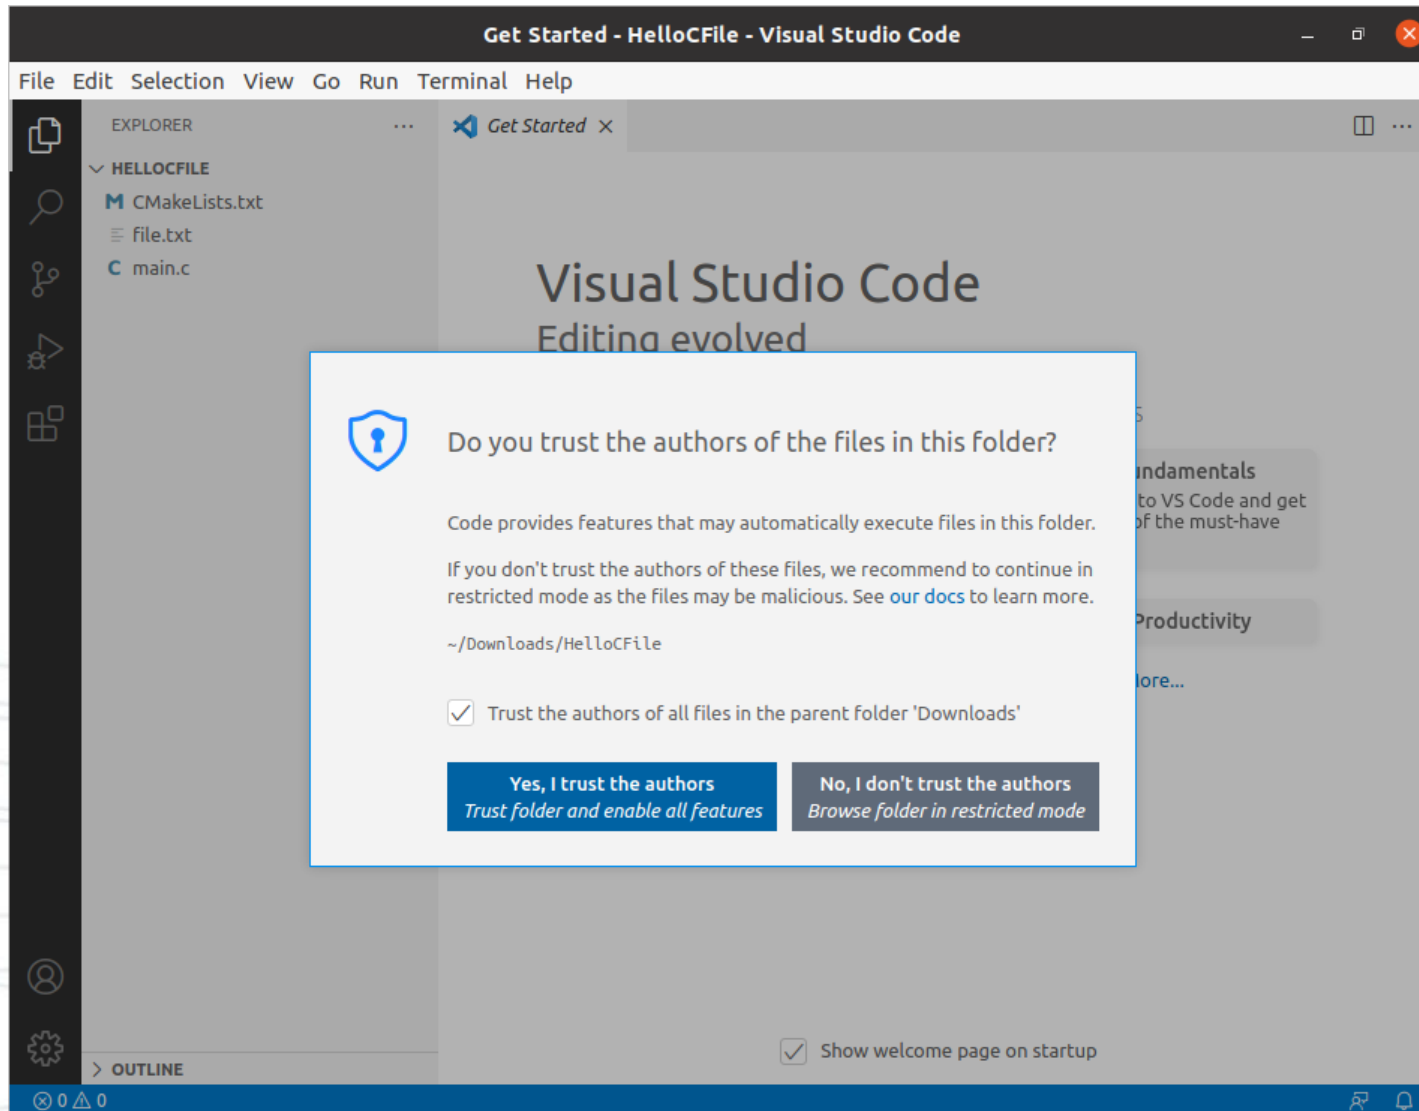 Get Started - HelloCFile - Visual Studio Code
File Edit Selection View Go Run Terminal Help
EXPLORER
Get Started
HELLOCFILE
CMakeLists.txt
file.txt
main.c
Visual Studio Code
Editing evolved
Do you trust the authors of the files in this folder?
Code provides features that may automatically execute files in this folder.
If you don't trust the authors of these files, we recommend to continue in
restricted mode as the files may be malicious. See our docs to learn more.
~/Downloads/HelloCFile
Trust the authors of all files in the parent folder 'Downloads'
Yes, I trust the authors
Trust folder and enable all features
No, I don't trust the authors
Browse folder in restricted mode
to VS Code and get
of the must-have
Productivity
Show welcome page on startup
OUTLINE
0 0